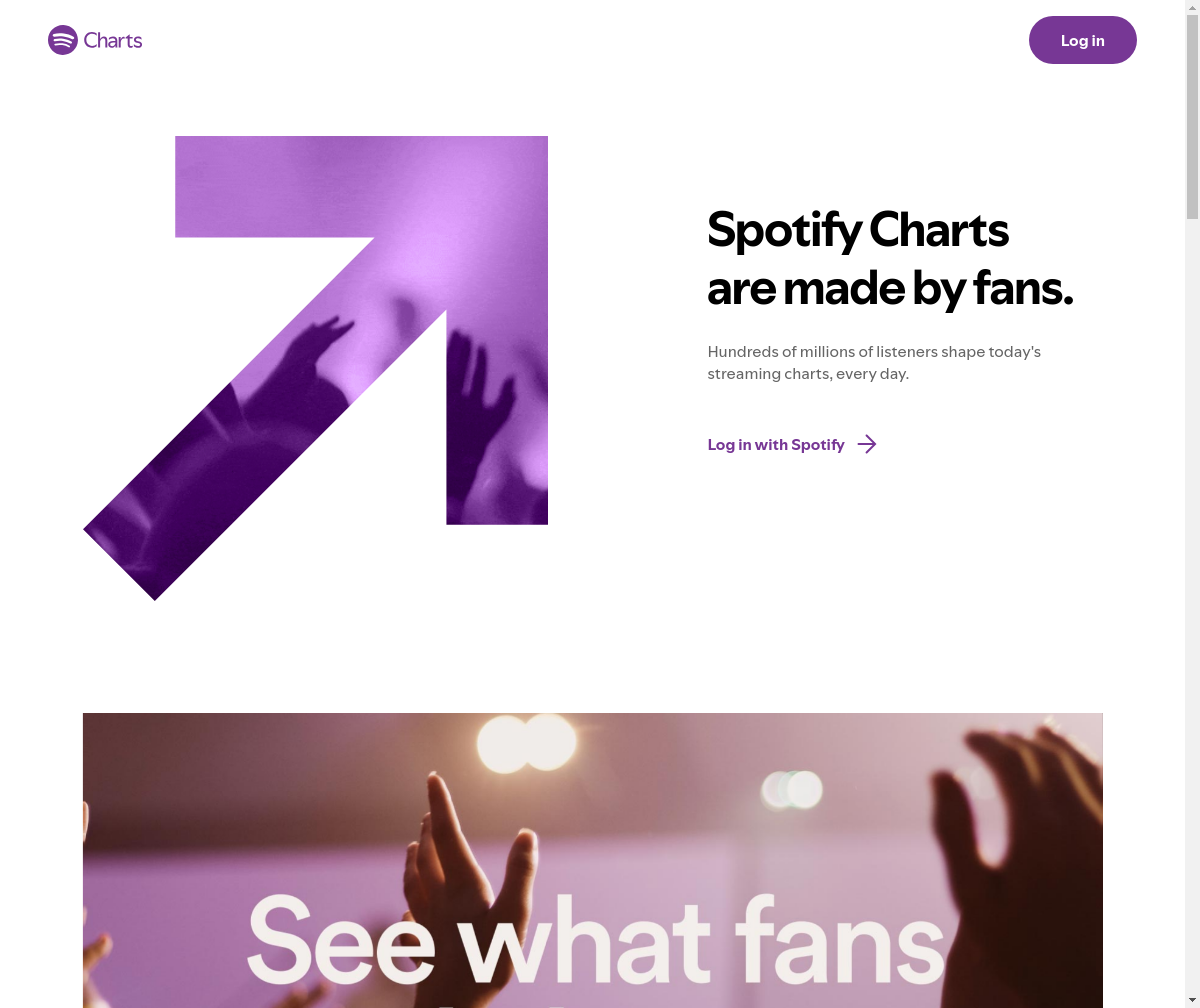 Charts
Log in
Spotify Charts
are made by fans.
Hundreds of millions of listeners shape today's
streaming charts, every day.
Log in with Spotify
See what fans